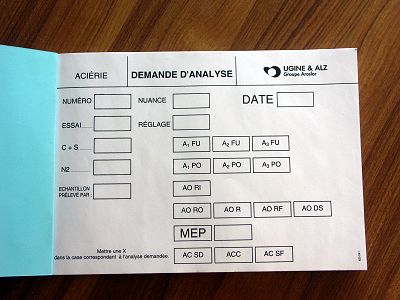 ACIÉRIE DEMANDE D'ANALYSE UGINE & ALZ
Groupe Arcelor
NUMÉRO NUANCE DATE
ESSAI RÉGLAGE
C + S A1 FU A2 FU A3 FU
N2 A1 PO A2 PO A3 PO
ECHANTILLON
PRÉLEVÉ PAR : AO RI
AO RO AO R AO RF AO DS
MEP
Mettre une X
dans la case correspondant à l'analyse demandée. AC SD ACC AC SF